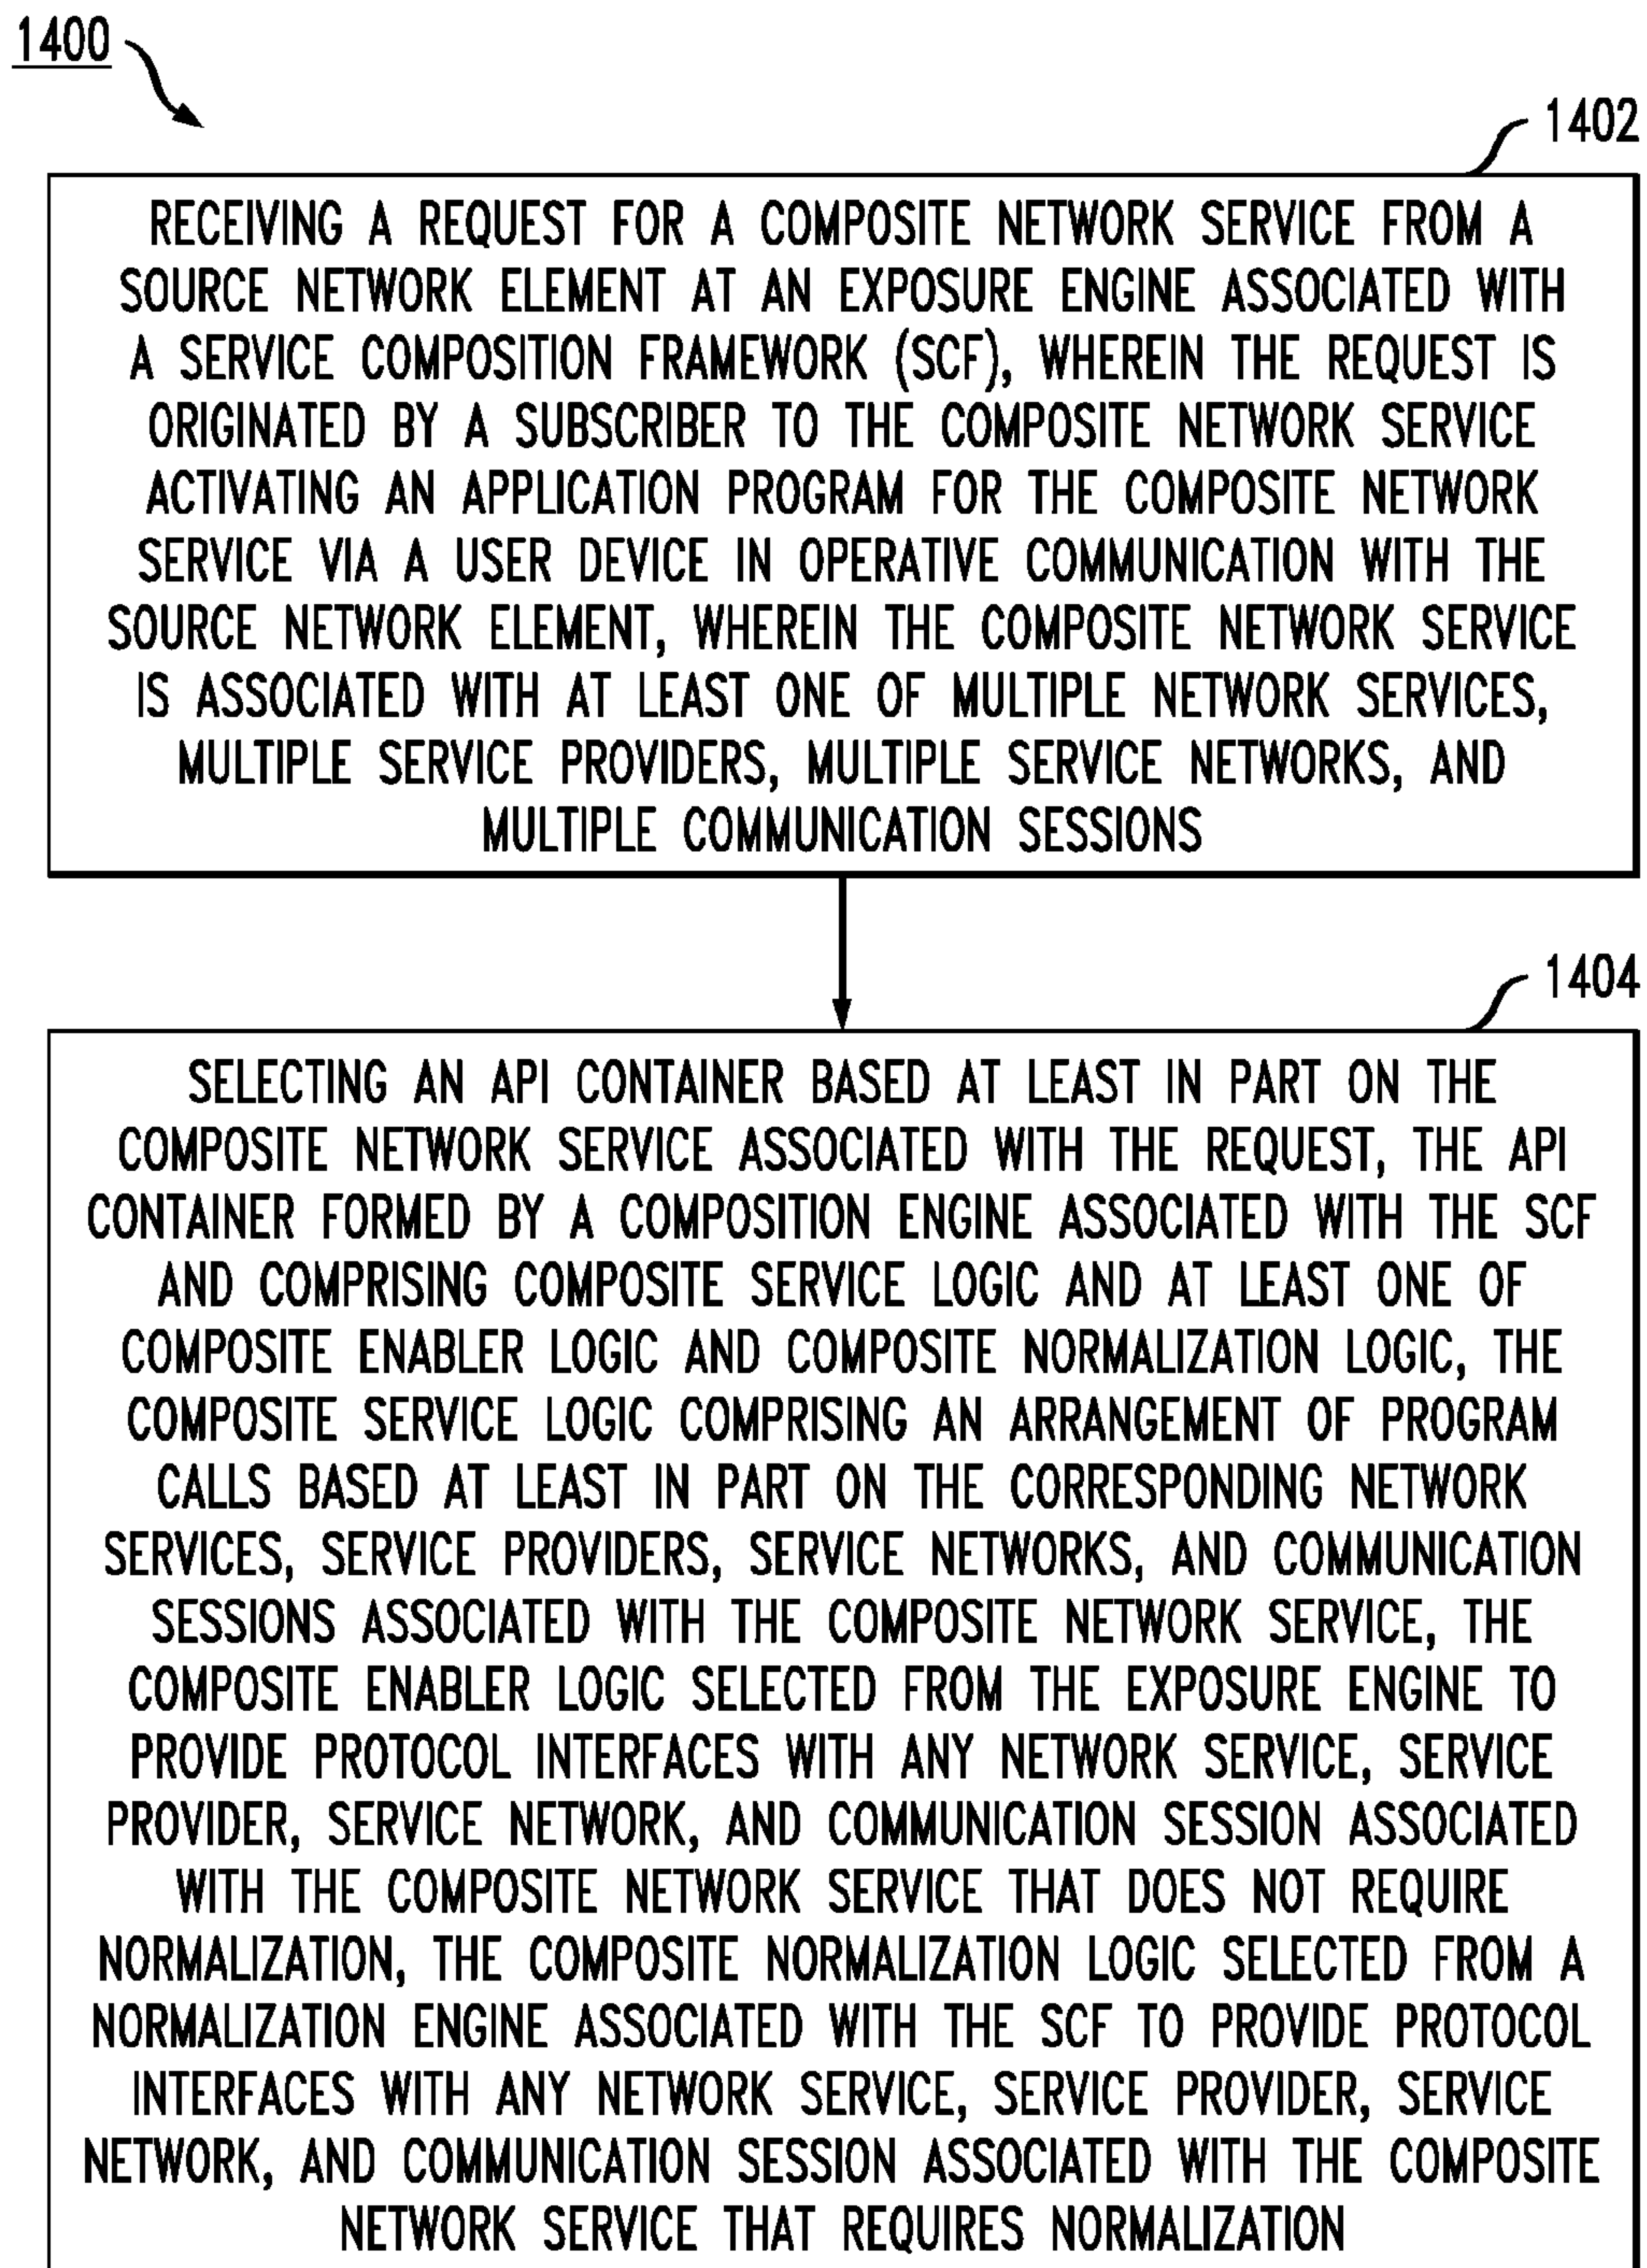 1400
1402
RECEIVING A REQUEST FOR A COMPOSITE NETWORK SERVICE FROM A
SOURCE NETWORK ELEMENT AT AN EXPOSURE ENGINE ASSOCIATED WITH
A SERVICE COMPOSITION FRAMEWORK (SCF), WHEREIN THE REQUEST IS
ORIGINATED BY A SUBSCRIBER TO THE COMPOSITE NETWORK SERVICE
ACTIVATING AN APPLICATION PROGRAM FOR THE COMPOSITE NETWORK
SERVICE VIA A USER DEVICE IN OPERATIVE COMMUNICATION WITH THE
SOURCE NETWORK ELEMENT, WHEREIN THE COMPOSITE NETWORK SERVICE
IS ASSOCIATED WITH AT LEAST ONE OF MULTIPLE NETWORK SERVICES,
MULTIPLE SERVICE PROVIDERS, MULTIPLE SERVICE NETWORKS, AND
MULTIPLE COMMUNICATION SESSIONS
1404
SELECTING AN API CONTAINER BASED AT LEAST IN PART ON THE
COMPOSITE NETWORK SERVICE ASSOCIATED WITH THE REQUEST, THE API
CONTAINER FORMED BY A COMPOSITION ENGINE ASSOCIATED WITH THE SCF
AND COMPRISING COMPOSITE SERVICE LOGIC AND AT LEAST ONE OF
COMPOSITE ENABLER LOGIC AND COMPOSITE NORMALIZATION LOGIC, THE
COMPOSITE SERVICE LOGIC COMPRISING AN ARRANGEMENT OF PROGRAM
CALLS BASED AT LEAST IN PART ON THE CORRESPONDING NETWORK
SERVICES, SERVICE PROVIDERS, SERVICE NETWORKS, AND COMMUNICATION
SESSIONS ASSOCIATED WITH THE COMPOSITE NETWORK SERVICE, THE
COMPOSITE ENABLER LOGIC SELECTED FROM THE EXPOSURE ENGINE TO
PROVIDE PROTOCOL INTERFACES WITH ANY NETWORK SERVICE, SERVICE
PROVIDER, SERVICE NETWORK, AND COMMUNICATION SESSION ASSOCIATED
WITH THE COMPOSITE NETWORK SERVICE THAT DOES NOT REQUIRE
NORMALIZATION, THE COMPOSITE NORMALIZATION LOGIC SELECTED FROM A
NORMALIZATION ENGINE ASSOCIATED WITH THE SCF TO PROVIDE PROTOCOL
INTERFACES WITH ANY NETWORK SERVICE, SERVICE PROVIDER, SERVICE
NETWORK, AND COMMUNICATION SESSION ASSOCIATED WITH THE COMPOSITE
NETWORK SERVICE THAT REQUIRES NORMALIZATION